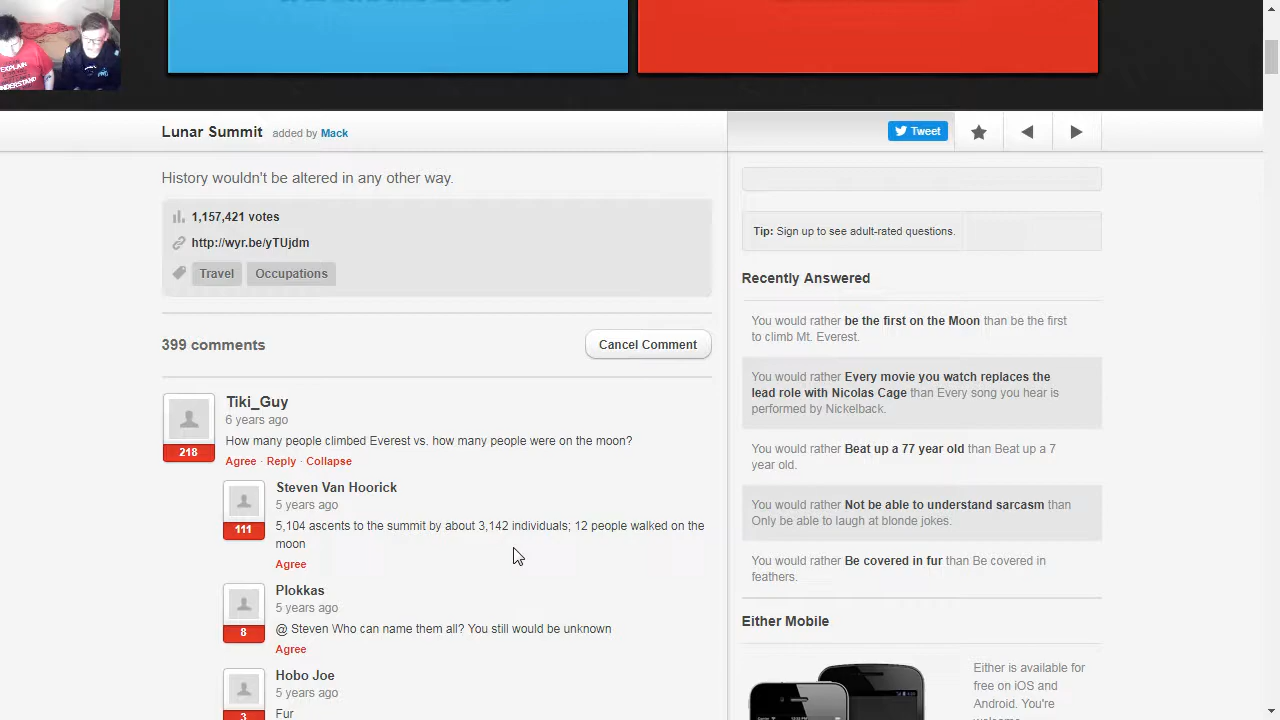 EXPLAIN
UNDERSTAND
Lunar Summit added by Mack
Tweet
History wouldn't be altered in any other way.
1,157,421 votes
http://wyr.be/yTUjdm
Travel Occupations
399 comments
Cancel Comment
Tiki_Guy
6 years ago
218
How many people climbed Everest vs. how many people were on the moon?
Agree · Reply · Collapse
Steven Van Hoorick
5 years ago
111
5,104 ascents to the summit by about 3,142 individuals; 12 people walked on the
moon
Agree
Plokkas
5 years ago
8
@ Steven Who can name them all? You still would be unknown
Agree
Hobo Joe
5 years ago
3
Fur
Tip: Sign up to see adult-rated questions.
Recently Answered
You would rather be the first on the Moon than be the first
to climb Mt. Everest.
You would rather Every movie you watch replaces the
lead role with Nicolas Cage than Every song you hear is
performed by Nickelback.
You would rather Beat up a 77 year old than Beat up a 7
year old.
You would rather Not be able to understand sarcasm than
Only be able to laugh at blonde jokes.
You would rather Be covered in fur than Be covered in
feathers.
Either Mobile
Either is available for
free on iOS and
Android. You're